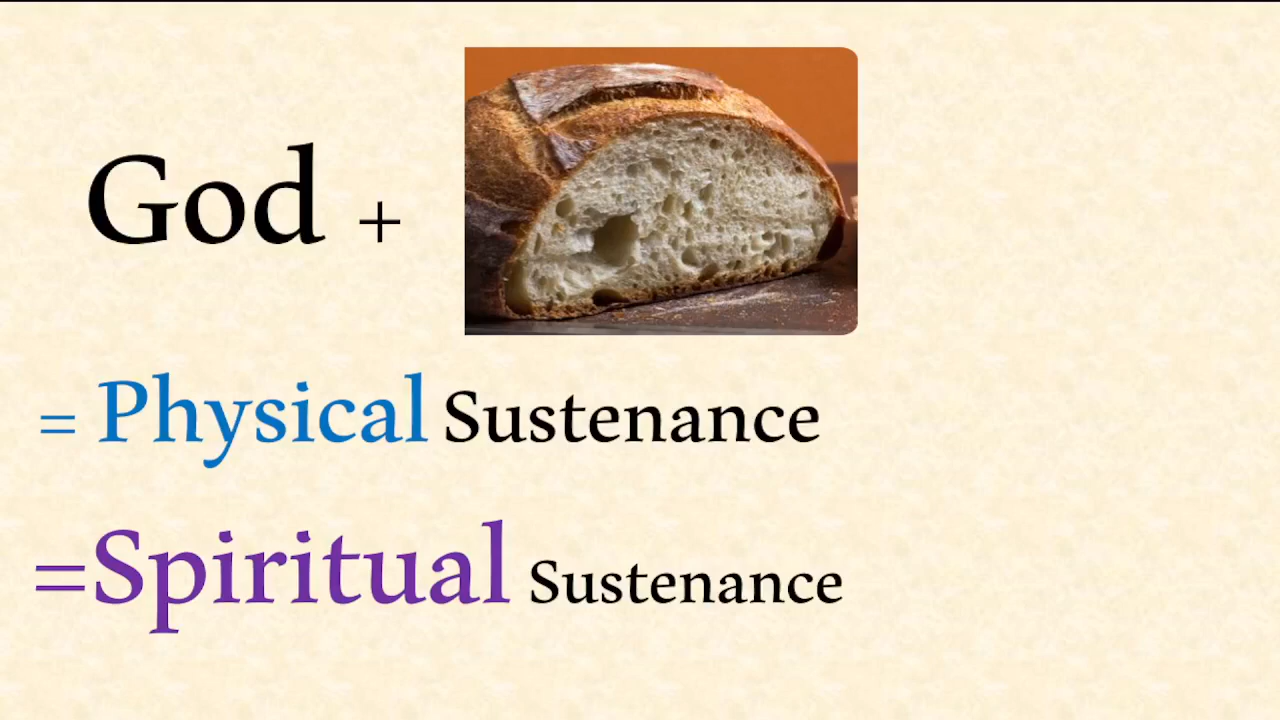 God +
= Physical Sustenance
=Spiritual Sustenance